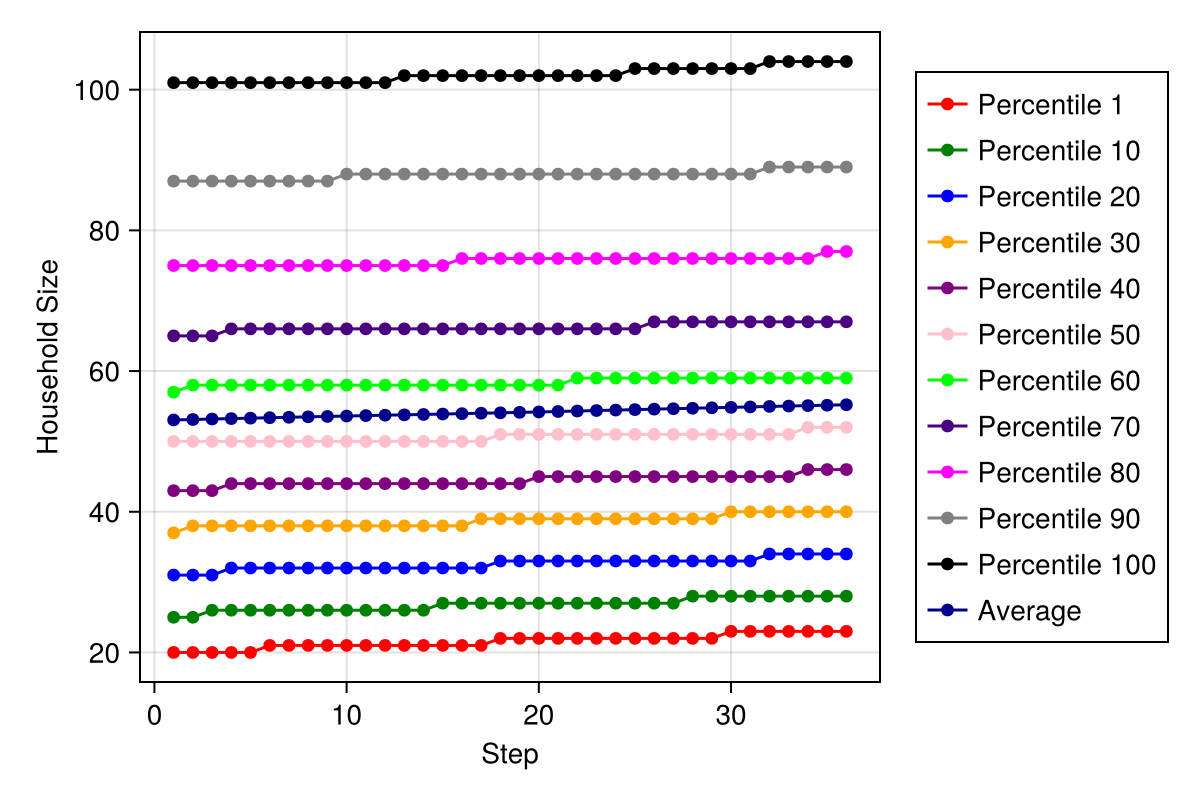 100
80
60
40
20
Household Size
0 10 20 30
Step
Percentile 1
Percentile 10
Percentile 20
Percentile 30
Percentile 40
Percentile 50
Percentile 60
Percentile 70
Percentile 80
Percentile 90
Percentile 100
Average